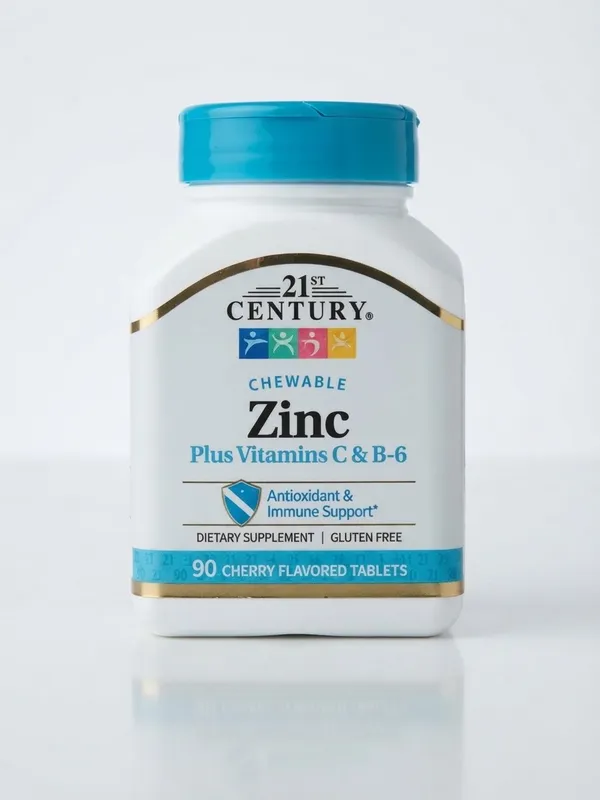 21ST
CENTURY®
CHEWABLE
Zinc
Plus Vitamins C & B-6
Antioxidant &
Immune Support*
DIETARY SUPPLEMENT | GLUTEN FREE
90 CHERRY FLAVORED TABLETS